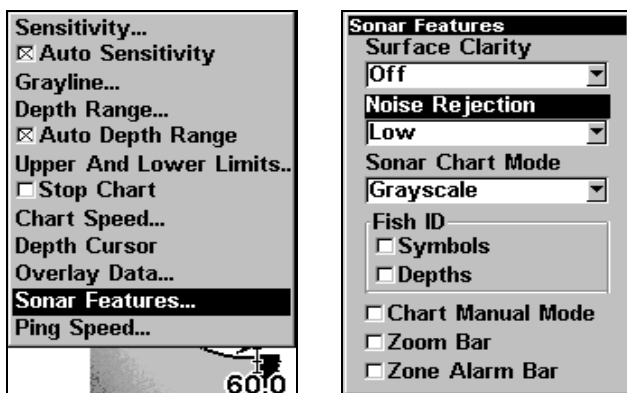 Sensitivity...
Auto Sensitivity
Grayline...
Depth Range...
Auto Depth Range
Upper And Lower Limits..
Stop Chart
Chart Speed...
Depth Cursor
Overlay Data...
Sonar Features...
Ping Speed...
60.0
Sonar Features
Surface Clarity
Off
Noise Rejection
Low
Sonar Chart Mode
Grayscale
Fish ID
Symbols
Depths
Chart Manual Mode
Zoom Bar
Zone Alarm Bar